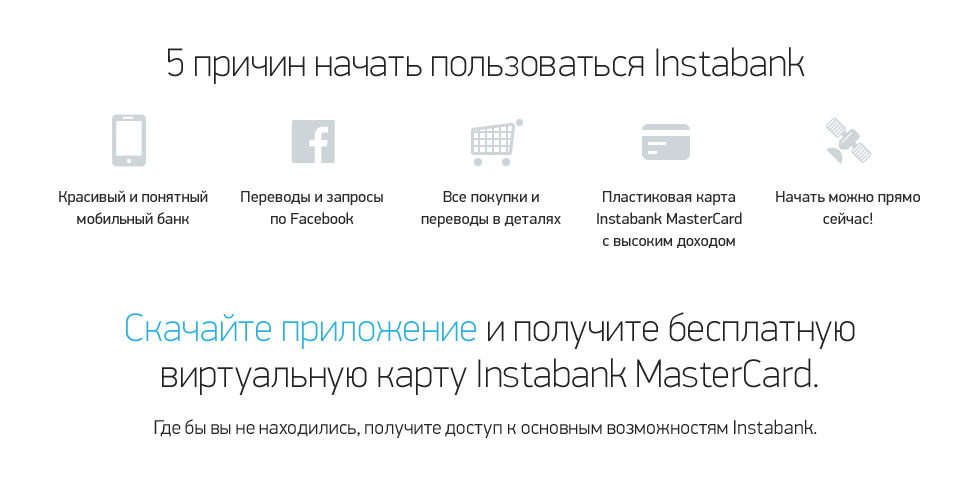 5 причин начать пользоваться Instabank
Красивый и понятный
мобильный банк
Переводы и запросы
по Facebook
Все покупки и
переводы в деталях
Пластиковая карта
Instabank MasterCard
с высоким доходом
Начать можно прямо
сейчас!
Скачайте приложение и получите бесплатную
виртуальную карту Instabank MasterCard.
Где бы вы не находились, получите доступ к основным возможностям Instabank.